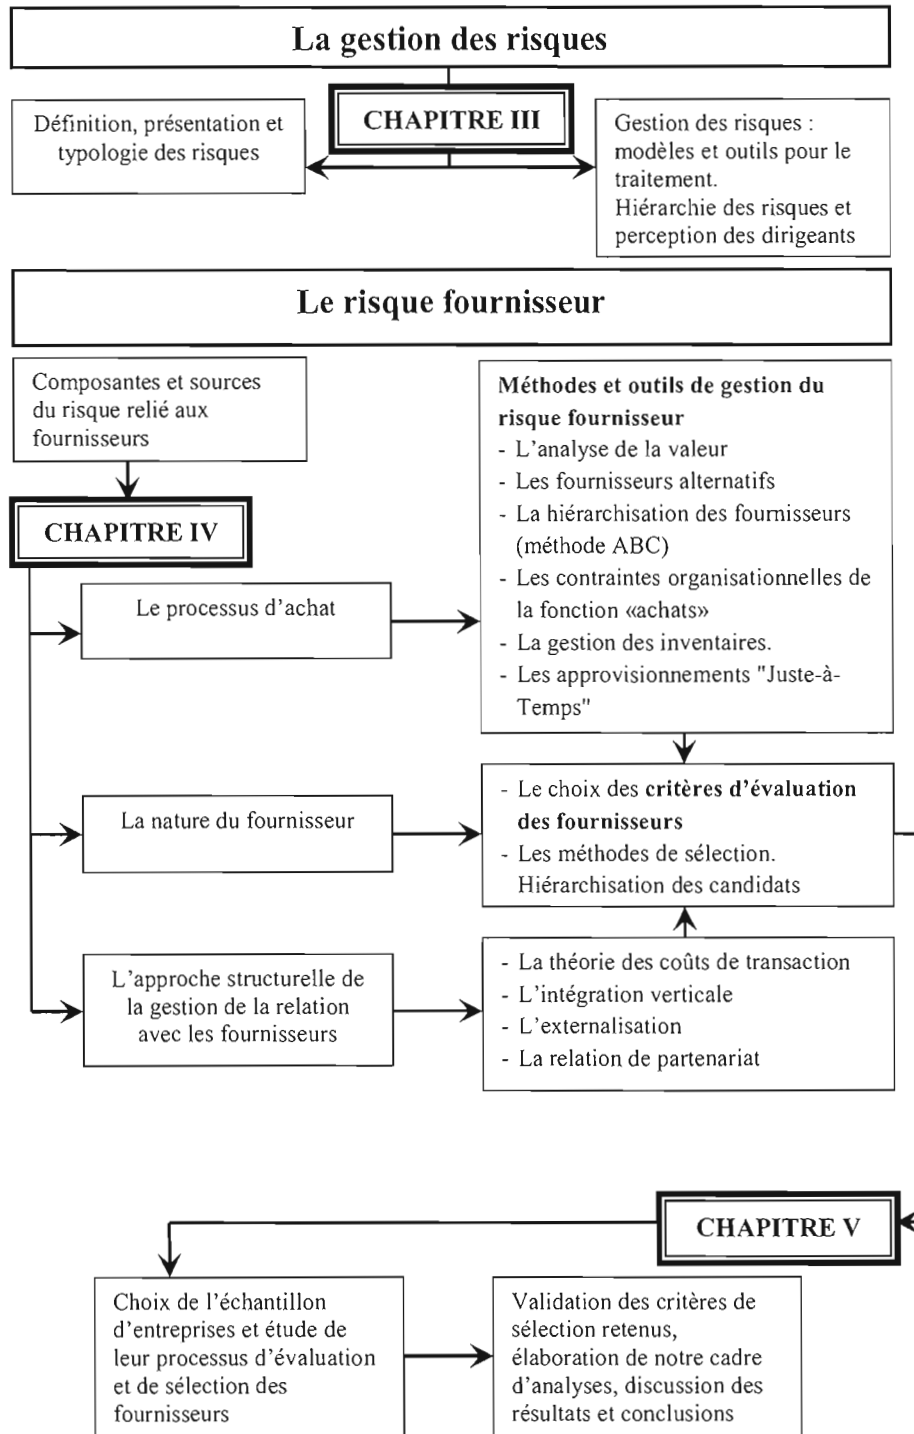 La gestion des risques
CHAPITRE III
Définition, présentation et
typologie des risques
Gestion des risques :
modèles et outils pour le
traitement.
Hiérarchie des risques et
perception des dirigeants
Le risque fournisseur
Composantes et sources
du risque relié aux
fournisseurs
CHAPITRE IV
Méthodes et outils de gestion du
risque fournisseur
- L'analyse de la valeur
- Les fournisseurs alternatifs
- La hiérarchisation des fournisseurs
(méthode ABC)
- Les contraintes organisationnelles de
la fonction «achats»
- La gestion des inventaires.
- Les approvisionnements "Juste-à-
Temps"
Le processus d'achat
La nature du fournisseur
- Le choix des critères d'évaluation
des fournisseurs
- Les méthodes de sélection.
Hiérarchisation des candidats
L'approche structurelle de
la gestion de la relation
avec les fournisseurs
- La théorie des coûts de transaction
- L'intégration verticale
- L'externalisation
- La relation de partenariat
CHAPITRE V
Choix de l'échantillon
d'entreprises et étude de
leur processus d'évaluation
et de sélection des
fournisseurs
Validation des critères de
sélection retenus,
élaboration de notre cadre
d'analyses, discussion des
résultats et conclusions